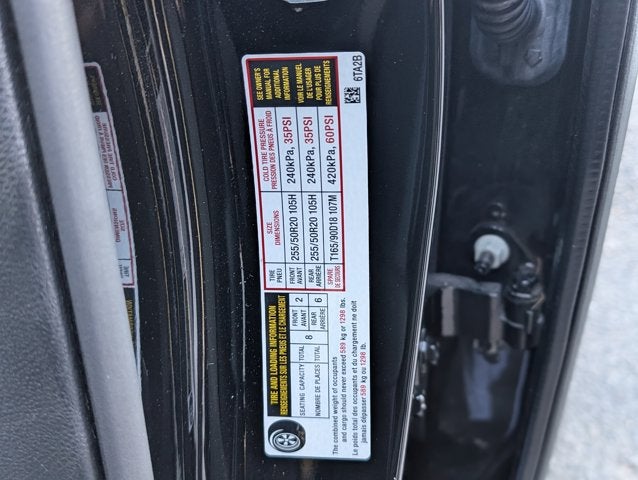 TIRE AND LOADING INFORMATION
RENSEIGNEMENTS SUR LES PNEUS ET LE CHARGEMENT
SEATING CAPACITY TOTAL 8 FRONT 2 REAR 6
NOMBRE DE PLACES TOTAL AVANT ARRIÈRE
The combined weight of occupants
and cargo should never exceed 589 kg or 1298 lbs.
Le poids total des occupants et du chargement ne doit
jamais dépasser 589 kg ou 1298 lb.
TIRE SIZE COLD TIRE PRESSURE
PNEU DIMENSIONS PRESSION DES PNEUS À FROID
FRONT
AVANT 255/50R20 105H 240kPa, 35PSI
REAR
ARRIÈRE 255/50R20 105H 240kPa, 35PSI
SPARE
DE SECOURS T165/90D18 107M 420kPa, 60PSI
SEE OWNER'S
MANUAL FOR
ADDITIONAL
INFORMATION
VOIR LE MANUEL
DE L'USAGER
POUR PLUS DE
RENSEIGNEMENTS
6TA2B